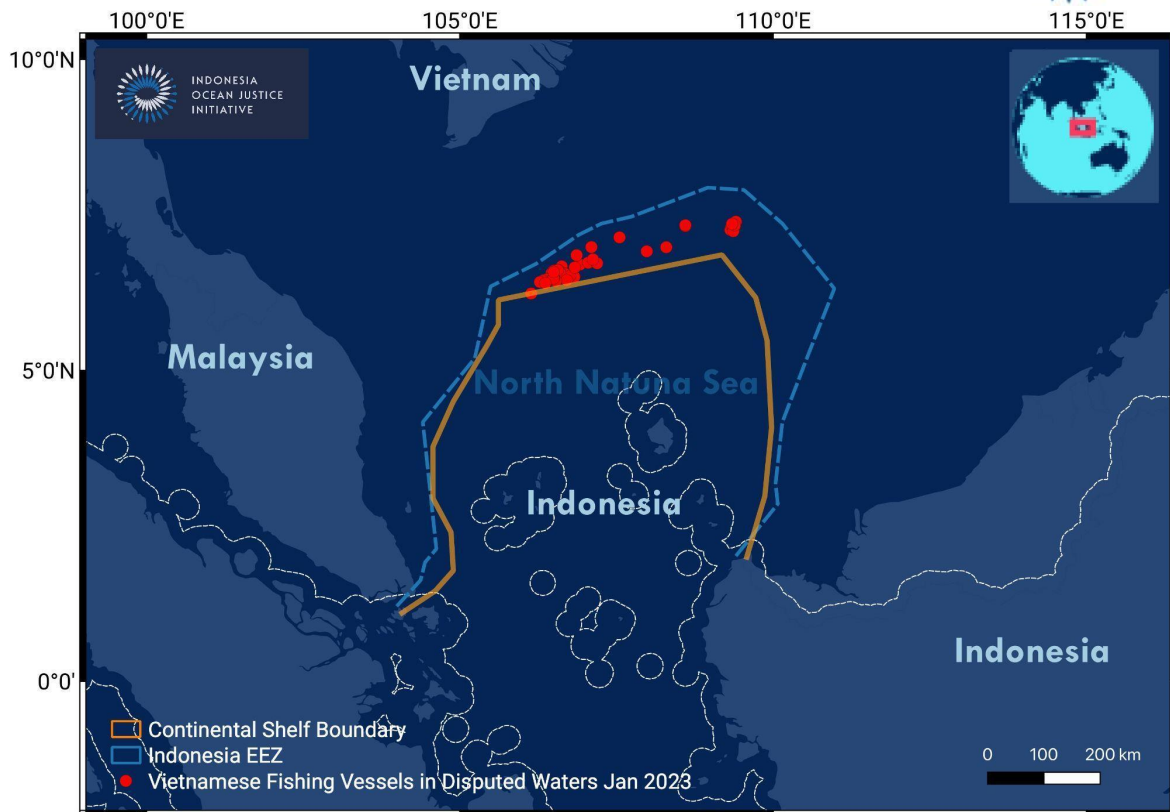 100°0'E 105°0'E 110°0'E 115°0'E
10°0'N
INDONESIA
OCEAN JUSTICE
INITIATIVE
Vietnam
Malaysia
5°0'N
North Natuna Sea
Indonesia
Indonesia
0°0'
Continental Shelf Boundary
Indonesia EEZ
Vietnamese Fishing Vessels in Disputed Waters Jan 2023
0 100 200 km